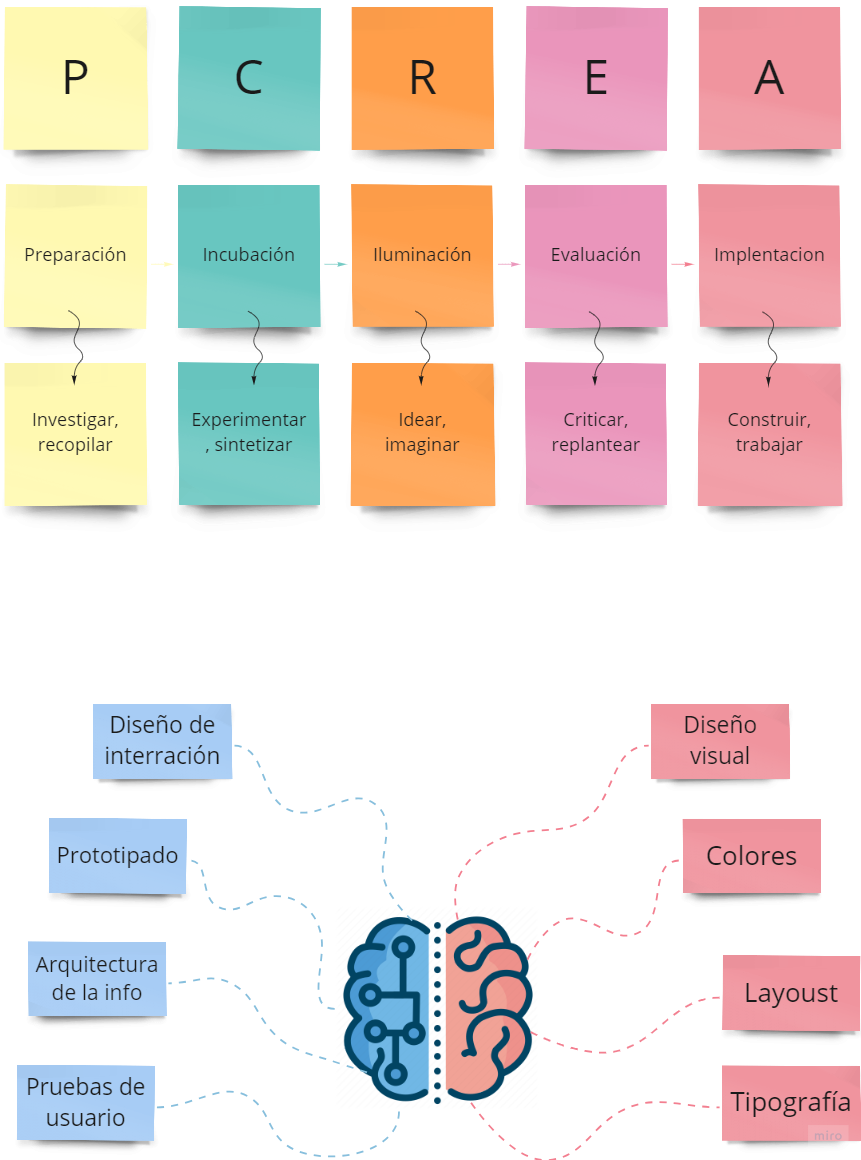 P
C
R
E
A
Preparación
Incubación
Iluminación
Evaluación
Implentacion
Investigar,
recopilar
Experimentar
, sintetizar
Idear,
imaginar
Criticar,
replantear
Construir,
trabajar
Diseño de
interración
Prototipado
Arquitectura
de la info
Pruebas de
usuario
Diseño
visual
Colores
Layoust
Tipografía
miro